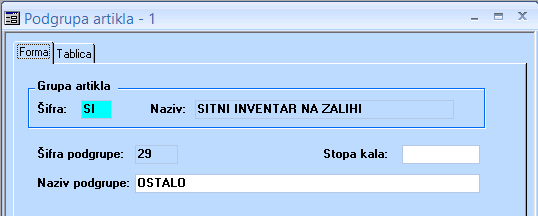 Podgrupa artikla - 1
Forma Tablica
Grupa artikla
Šifra: SI Naziv: SITNI INVENTAR NA ZALIHI
Šifra podgrupe: 29 Stopa kala:
Naziv podgrupe: OSTALO